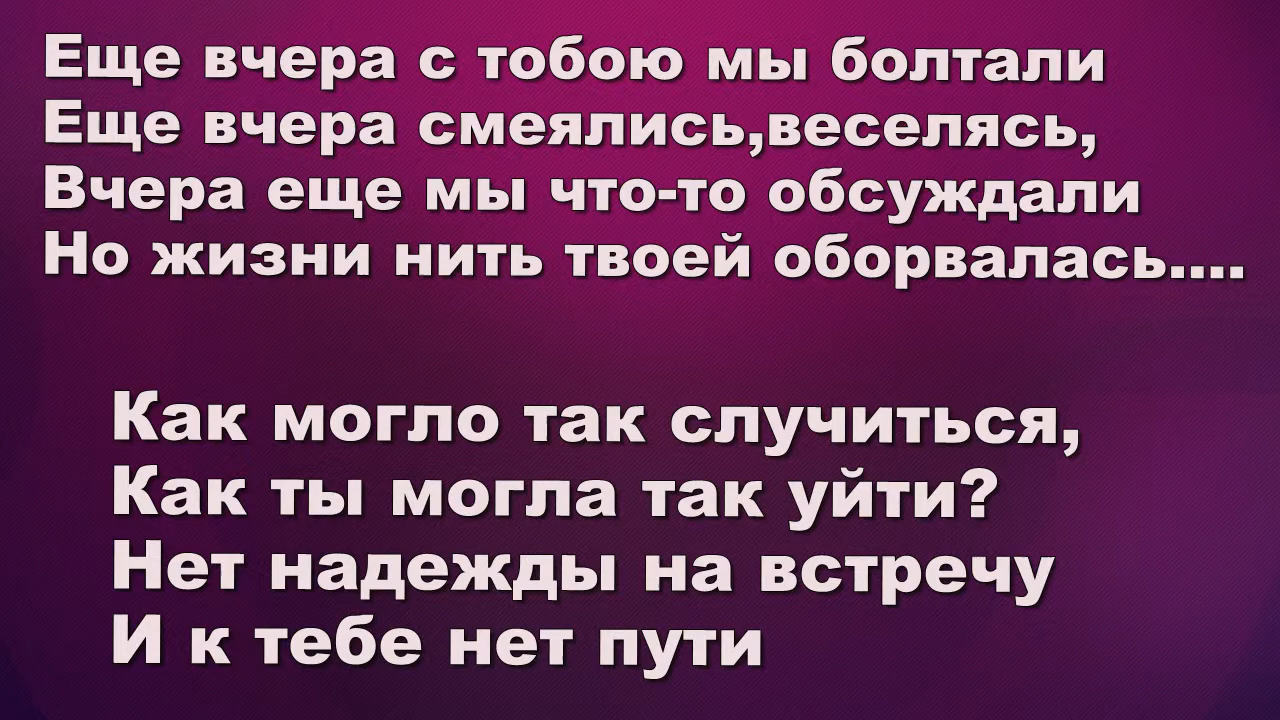 Еще вчера с тобою мы болтали
Еще вчера смеялись,веселясь,
Вчера еще мы что-то обсуждали
Но жизни нить твоей оборвалась....
Как могло так случиться,
Как ты могла так уйти?
Нет надежды на встречу
И к тебе нет пути